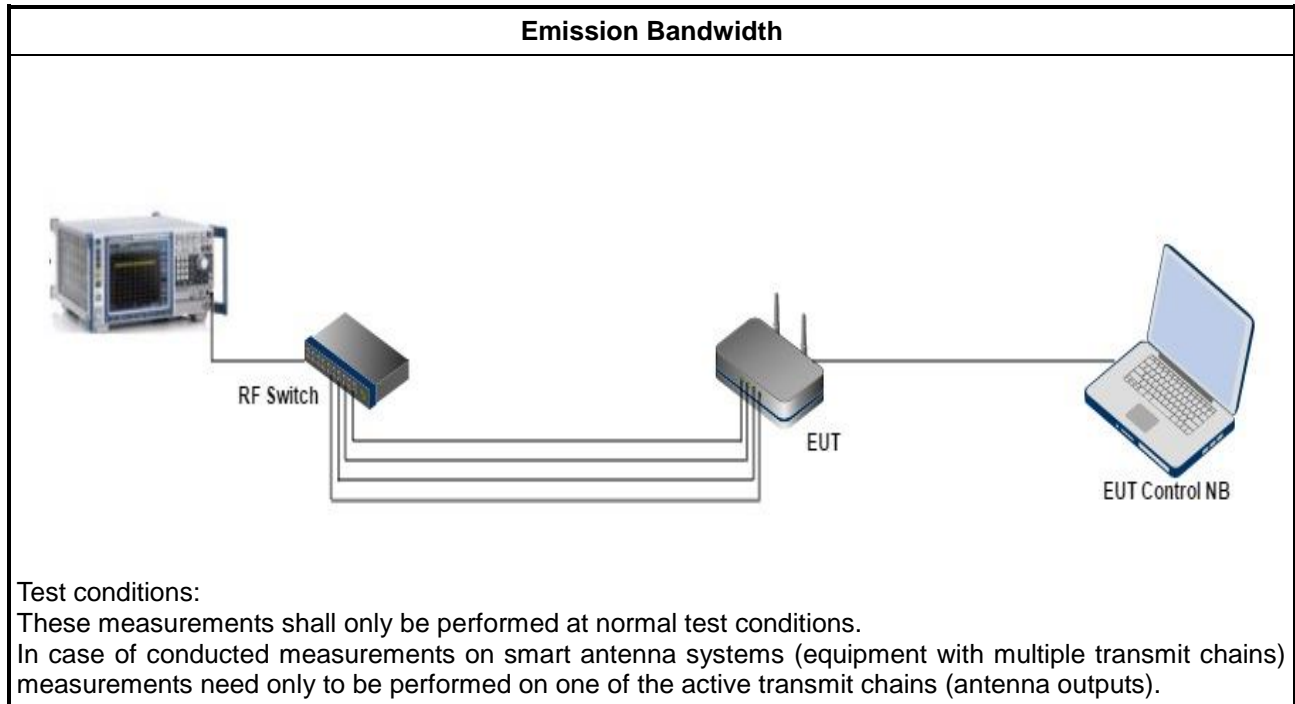 Emission Bandwidth
RF Switch
EUT
EUT Control NB
Test conditions:
These measurements shall only be performed at normal test conditions.
In case of conducted measurements on smart antenna systems (equipment with multiple transmit chains)
measurements need only to be performed on one of the active transmit chains (antenna outputs).